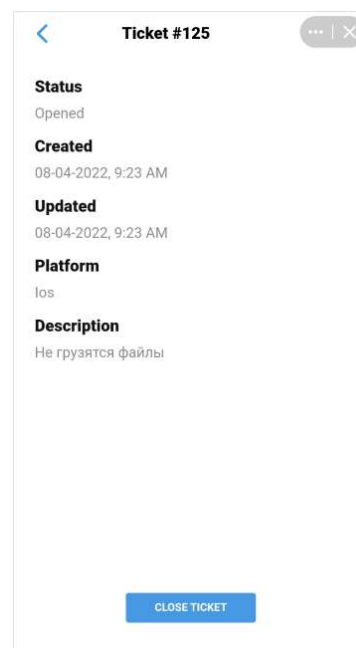 Ticket #125
Status
Opened
Created
08-04-2022, 9:23 AM
Updated
08-04-2022, 9:23 AM
Platform
Ios
Description
Не грузятся файлы
CLOSE TICKET